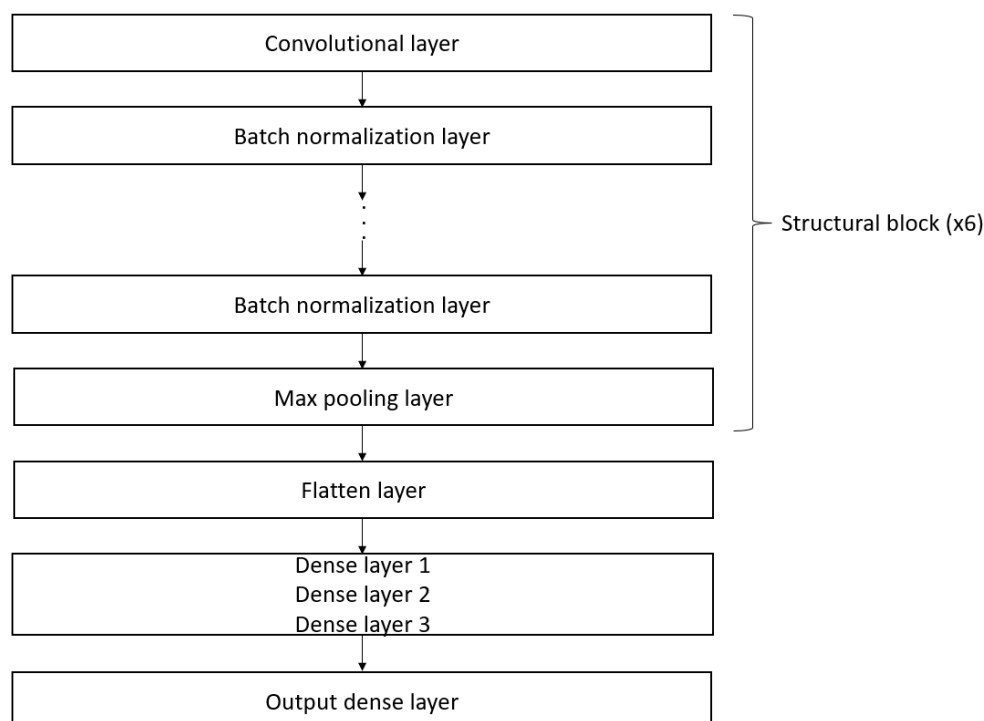 Convolutional layer
Batch normalization layer
.
.
.
Batch normalization layer
Max pooling layer
Structural block (x6)
Flatten layer
Dense layer 1
Dense layer 2
Dense layer 3
Output dense layer